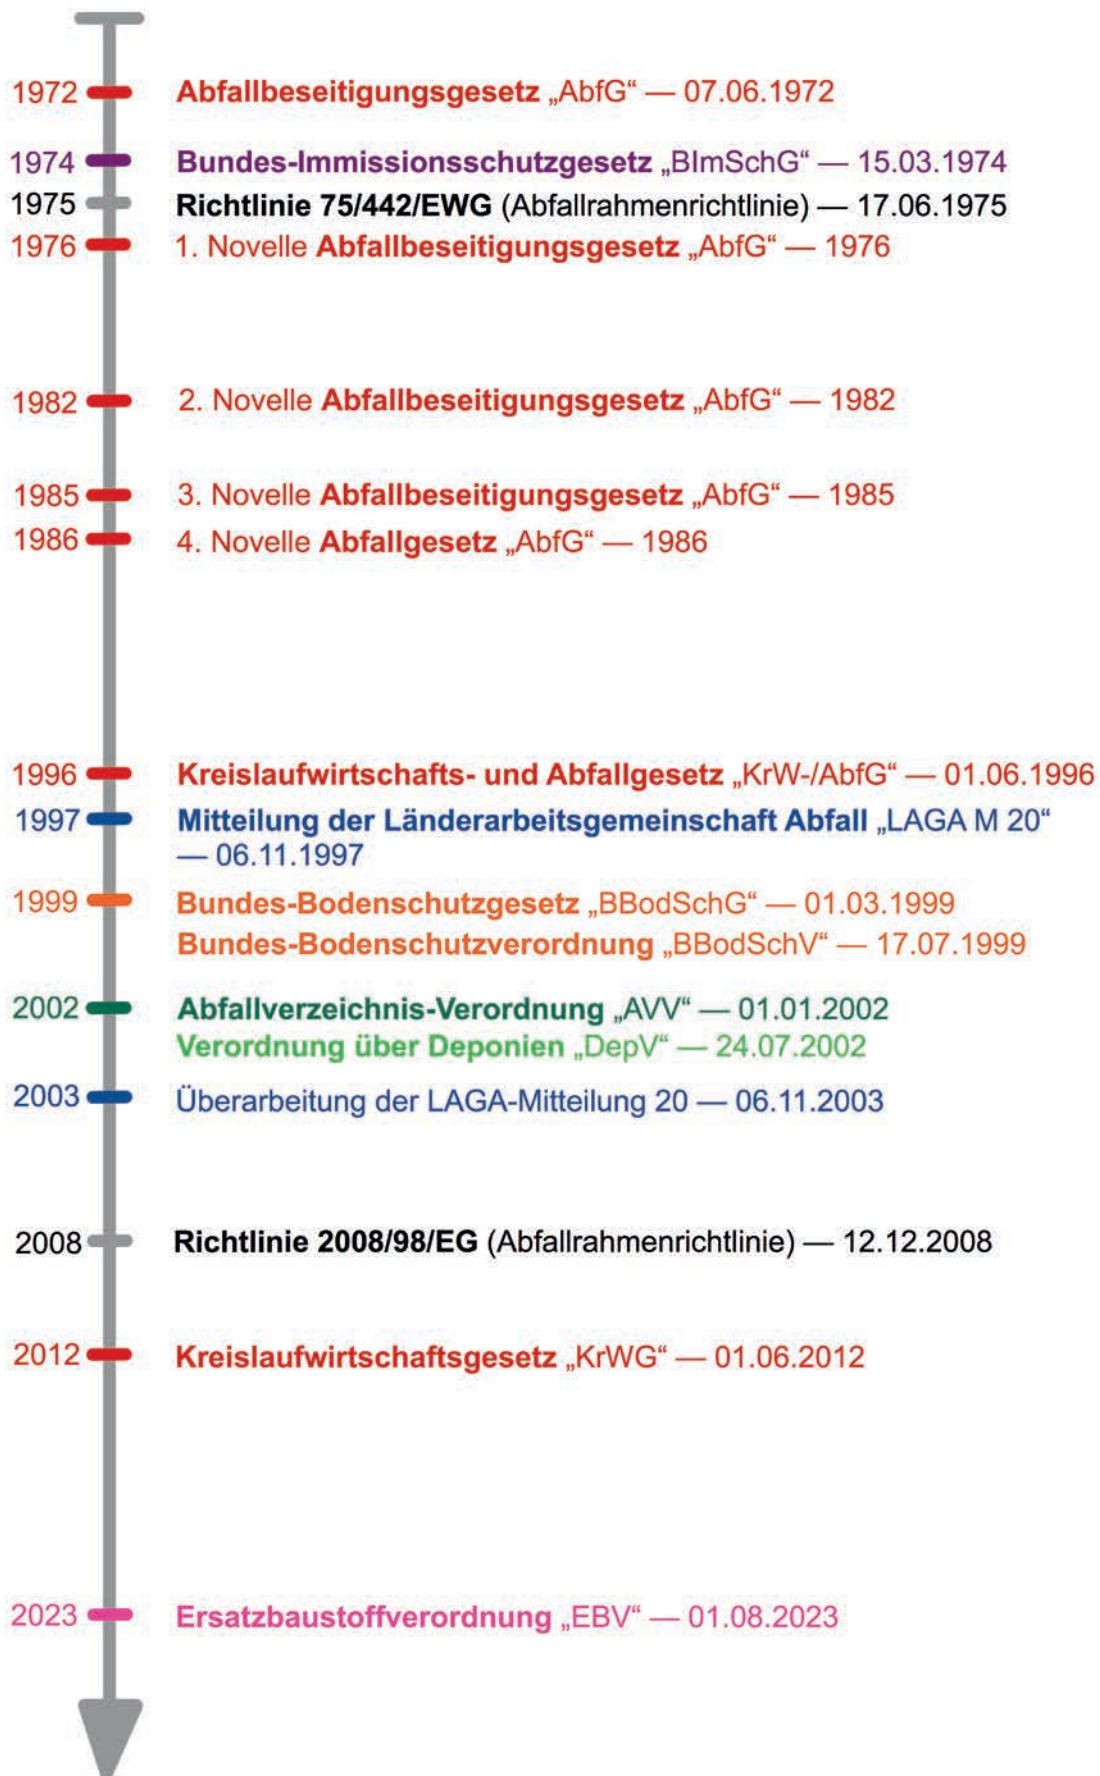 1972 Abfallbeseitigungsgesetz „AbfG“ — 07.06.1972
1974 Bundes-Immissionsschutzgesetz „BImSchG“ — 15.03.1974
1975 Richtlinie 75/442/EWG (Abfallrahmenrichtlinie) — 17.06.1975
1976 1. Novelle Abfallbeseitigungsgesetz „AbfG“ — 1976
1982 2. Novelle Abfallbeseitigungsgesetz „AbfG“ — 1982
1985 3. Novelle Abfallbeseitigungsgesetz „AbfG“ — 1985
1986 4. Novelle Abfallgesetz „AbfG“ — 1986
1996 Kreislaufwirtschafts- und Abfallgesetz „KrW-/AbfG“ — 01.06.1996
1997 Mitteilung der Länderarbeitsgemeinschaft Abfall „LAGA M 20“
— 06.11.1997
1999 Bundes-Bodenschutzgesetz „BBodSchG“ — 01.03.1999
Bundes-Bodenschutzverordnung „BBodSchV“ — 17.07.1999
2002 Abfallverzeichnis-Verordnung „AVV“ — 01.01.2002
Verordnung über Deponien „DepV“ — 24.07.2002
2003 Überarbeitung der LAGA-Mitteilung 20 — 06.11.2003
2008 Richtlinie 2008/98/EG (Abfallrahmenrichtlinie) — 12.12.2008
2012 Kreislaufwirtschaftsgesetz „KrWG“ — 01.06.2012
2023 Ersatzbaustoffverordnung „EBV“ — 01.08.2023